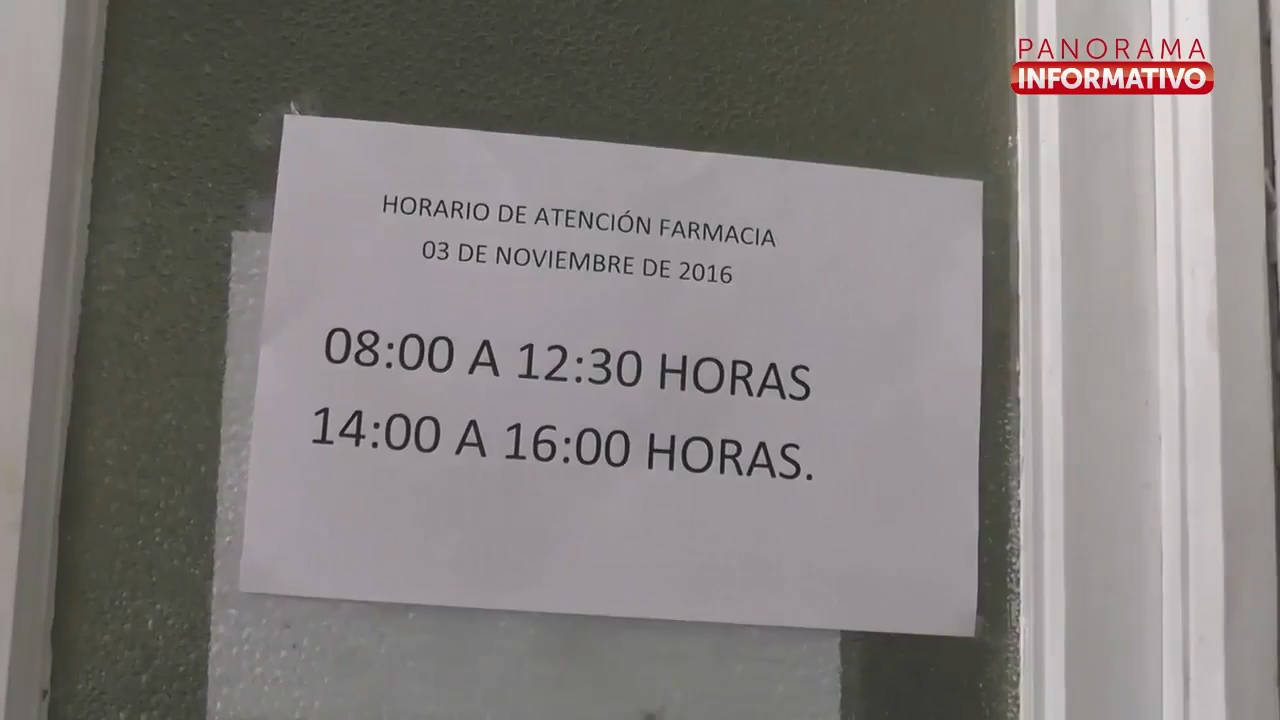 PANORAMA
INFORMATIVO
HORARIO DE ATENCIÓN FARMACIA
03 DE NOVIEMBRE DE 2016
08:00 A 12:30 HORAS
14:00 A 16:00 HORAS.